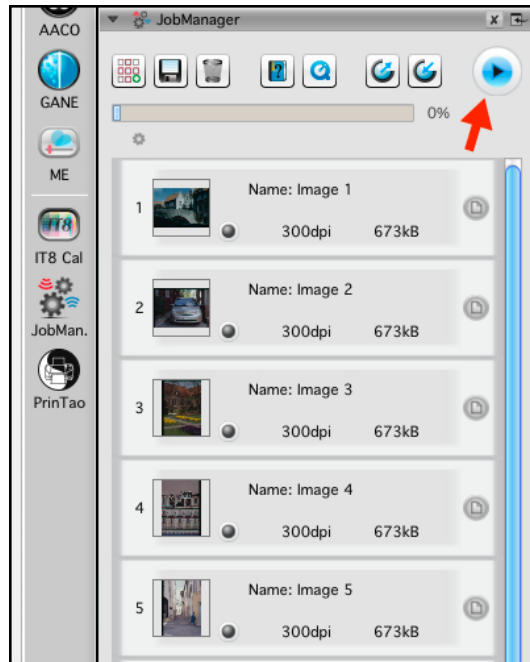 AACO
GANE
ME
IT8
IT8 Cal
JobMan.
PrinTao
JobManager
0%
1
Name: Image 1
300dpi 673kB
2
Name: Image 2
300dpi 673kB
3
Name: Image 3
300dpi 673kB
4
Name: Image 4
300dpi 673kB
5
Name: Image 5
300dpi 673kB